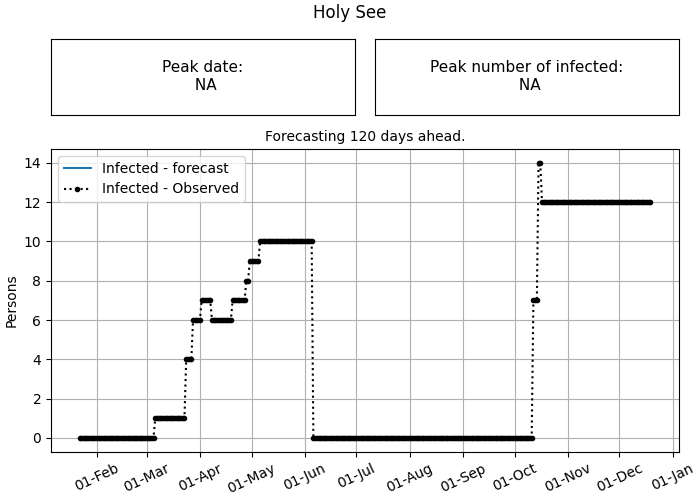 Holy See
Peak date:
NA
Peak number of infected:
NA
Forecasting 120 days ahead.
Infected - forecast
Infected - Observed
Persons
14
12
10
8
6
4
2
0
01-Feb
01-Mar
01-Apr
01-May
01-Jun
01-Jul
01-Aug
01-Sep
01-Oct
01-Nov
01-Dec
01-Jan